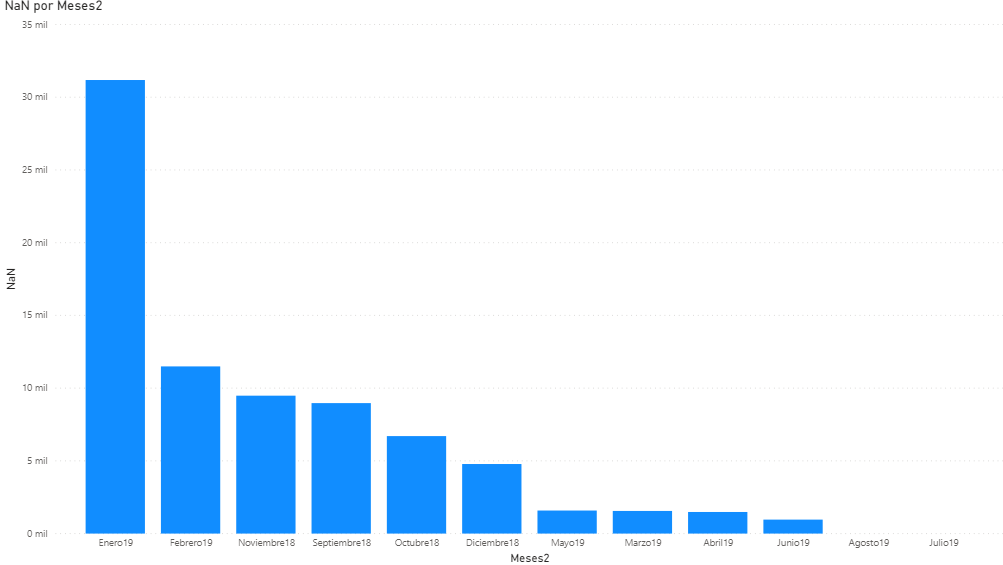 NaN por Meses2
35 mil
30 mil
25 mil
20 mil
15 mil
10 mil
5 mil
0 mil
NaN
Enero19 Febrero19 Noviembre18 Septiembre18 Octubre18 Diciembre18 Mayo19 Marzo19 Abril19 Junio19 Agosto19 Julio19
Meses2